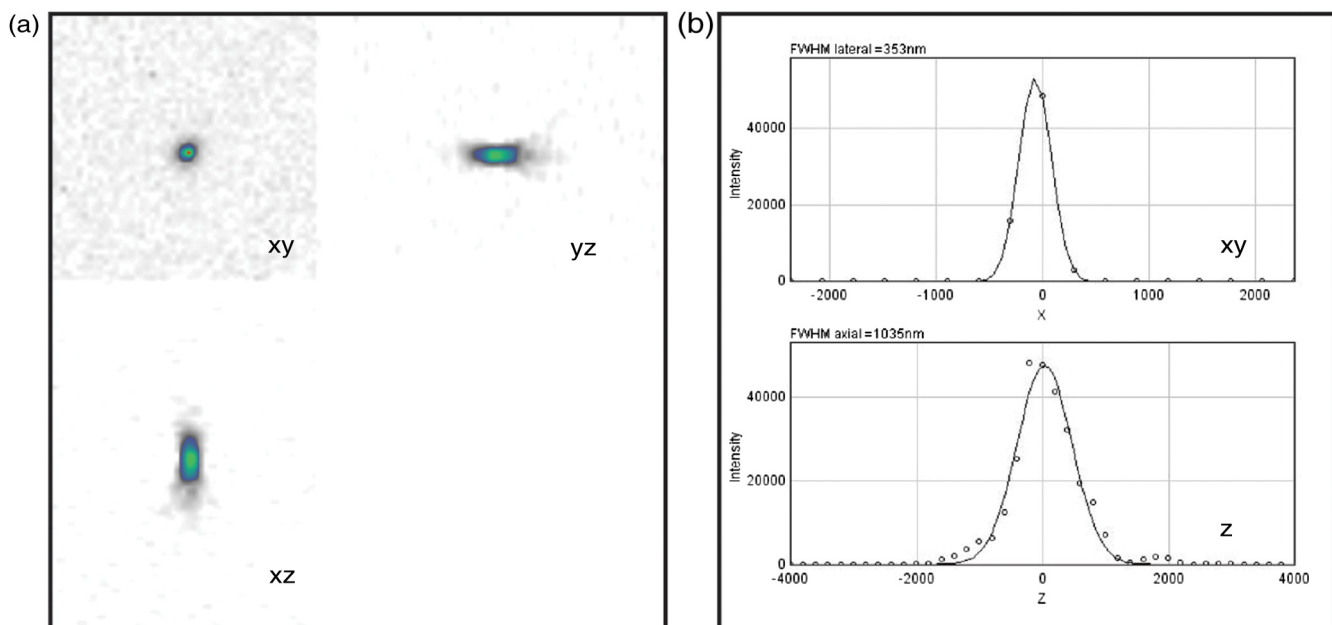 (a)
xy
yz
xz
(b)
FWHM lateral =353nm
Intensity
40000
20000
0
-2000
-1000
0
1000
2000
X
xy
FWHM axial =1035nm
Intensity
40000
20000
0
-4000
-2000
0
2000
4000
Z
z